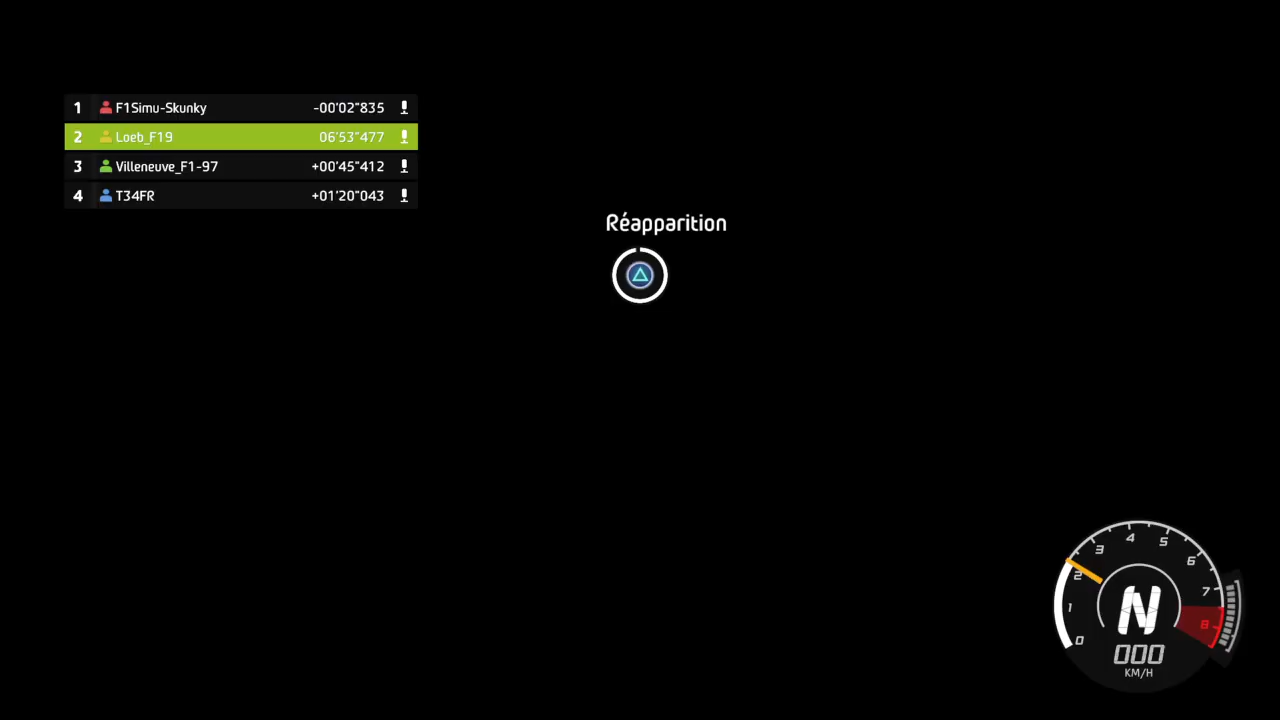 1 F1Simu-Skunky -00'02"835
2 Loeb_F19 06'53"477
3 Villeneuve_F1-97 +00'45"412
4 T34FR +01'20"043
Réapparition
0 1 2 3 4 5 6 7 8
N
000
KM/H